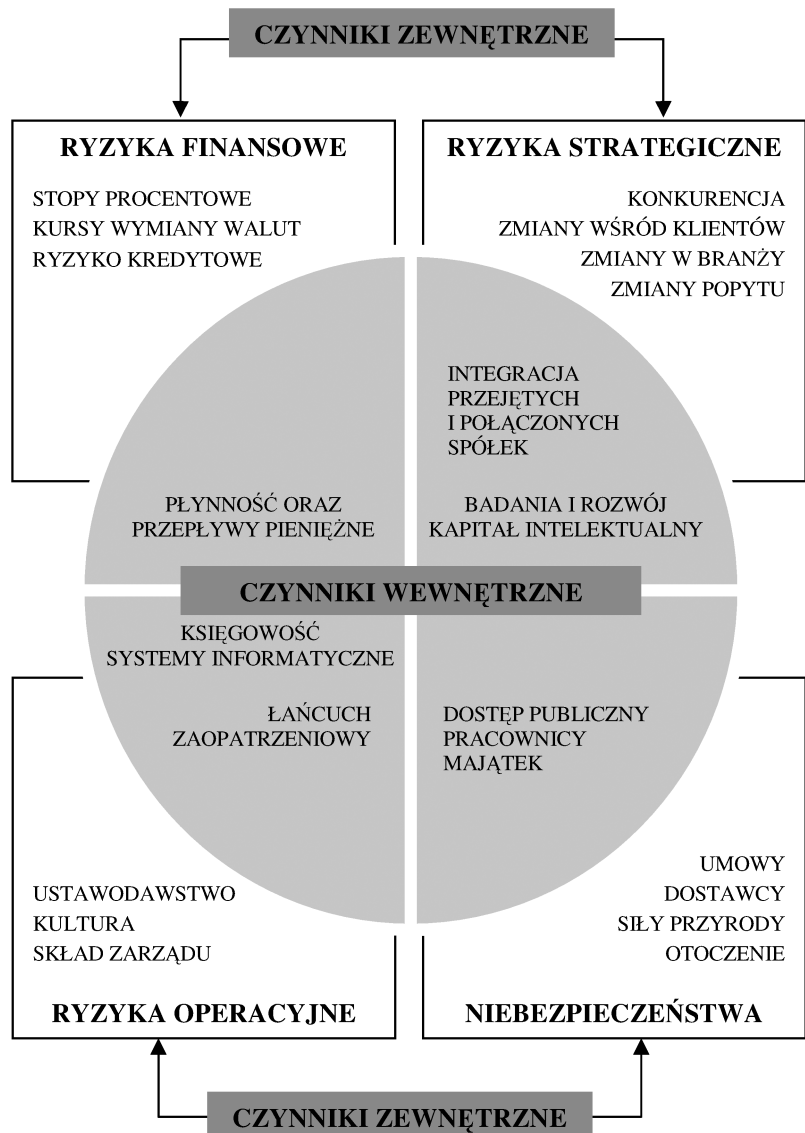 CZYNNIKI ZEWNĘTRZNE
RYZYKA FINANSOWE
STOPY PROCENTOWE
KURSY WYMIANY WALUT
RYZYKO KREDYTOWE
RYZYKA STRATEGICZNE
KONKURENCJA
ZMIANY WŚRÓD KLIENTÓW
ZMIANY W BRANŻY
ZMIANY POPYTU
INTEGRACJA
PRZEJĘTYCH
I POŁĄCZONYCH
SPÓŁEK
PŁYNNOŚĆ ORAZ
PRZEPŁYWY PIENIĘŻNE
BADANIA I ROZWÓJ
KAPITAŁ INTELEKTUALNY
CZYNNIKI WEWNĘTRZNE
KSIĘGOWOŚĆ
SYSTEMY INFORMATYCZNE
ŁAŃCUCH
ZAOPATRZENIOWY
DOSTĘP PUBLICZNY
PRACOWNICY
MAJĄTEK
USTAWODAWSTWO
KULTURA
SKŁAD ZARZĄDU
RYZYKA OPERACYJNE
UMOWY
DOSTAWCY
SIŁY PRZYRODY
OTOCZENIE
NIEBEZPIECZEŃSTWA
CZYNNIKI ZEWNĘTRZNE